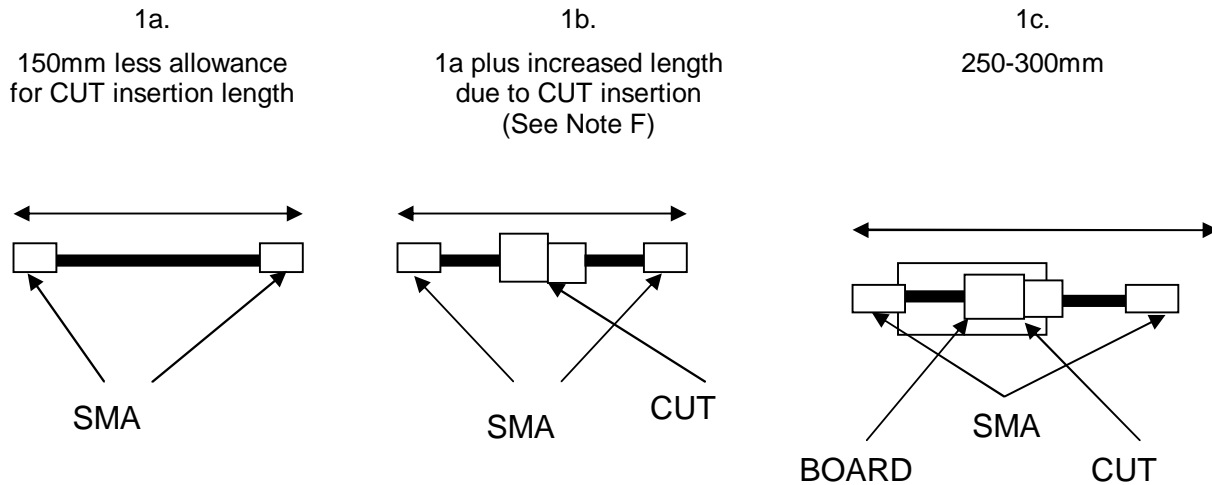 1a.
150mm less allowance
for CUT insertion length
1b.
1a plus increased length
due to CUT insertion
(See Note F)
1c.
250-300mm
SMA
SMA
CUT
SMA
BOARD
CUT